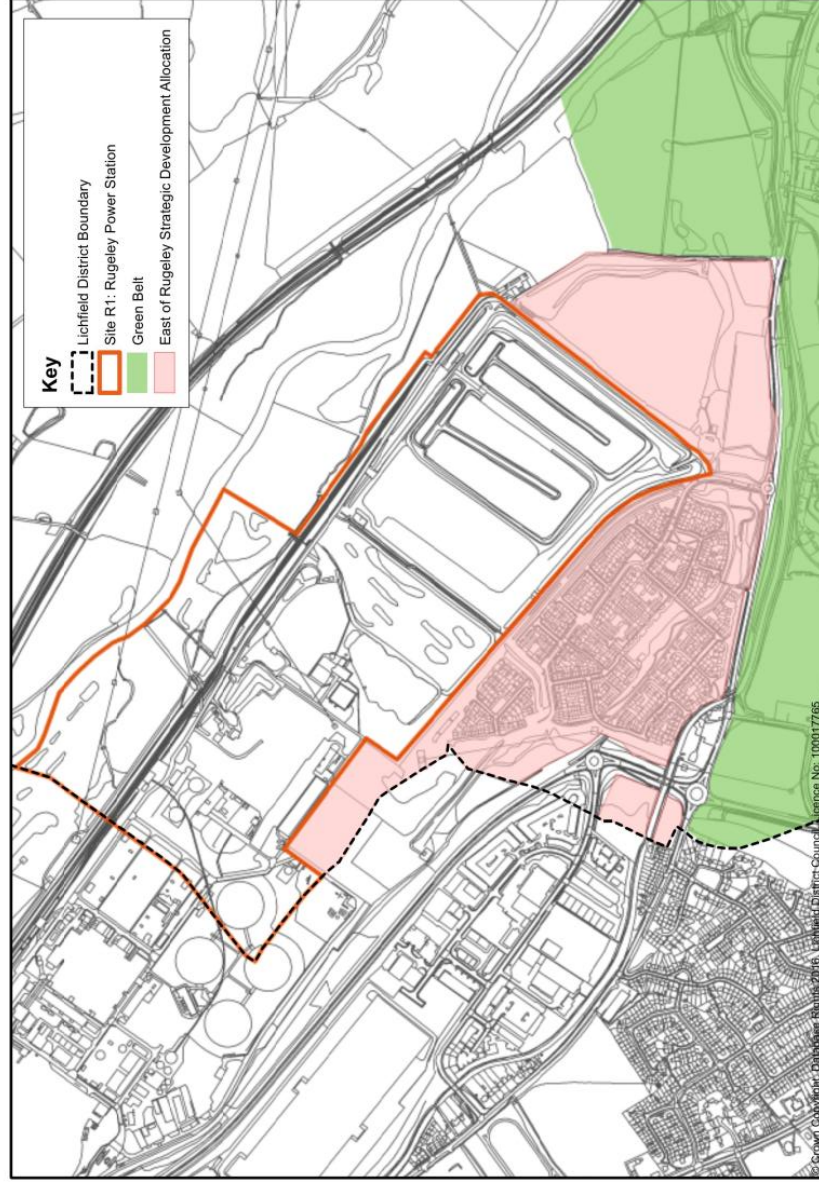 Key
Lichfield District Boundary
Site R1: Rugeley Power Station
Green Belt
East of Rugeley Strategic Development Allocation
© Crown Copyright. Database Rights 2016. Lichfield District Council Licence No: 100017765